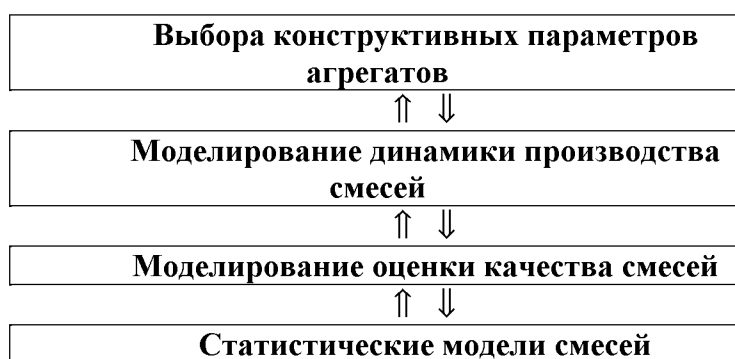 Выбора конструктивных параметров
агрегатов
⇑ ⇓
Моделирование динамики производства
смесей
⇑ ⇓
Моделирование оценки качества смесей
⇑ ⇓
Статистические модели смесей